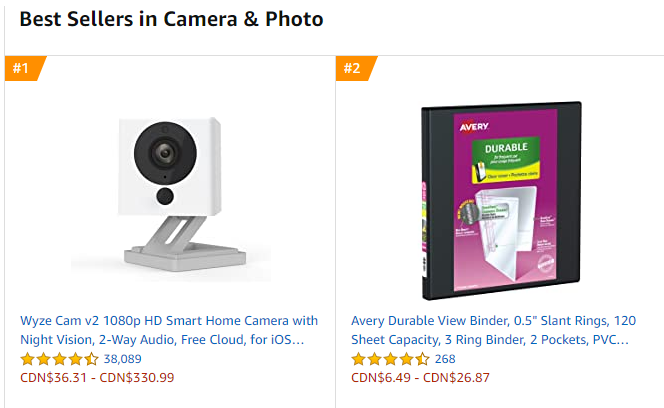 Best Sellers in Camera & Photo
#1
#2
AVERY
DURABLE
Clear cover
Wyze Cam v2 1080p HD Smart Home Camera with
Night Vision, 2-Way Audio, Free Cloud, for iOS…
38,089
CDN$36.31 - CDN$330.99
Avery Durable View Binder, 0.5" Slant Rings, 120
Sheet Capacity, 3 Ring Binder, 2 Pockets, PVC…
268
CDN$6.49 - CDN$26.87